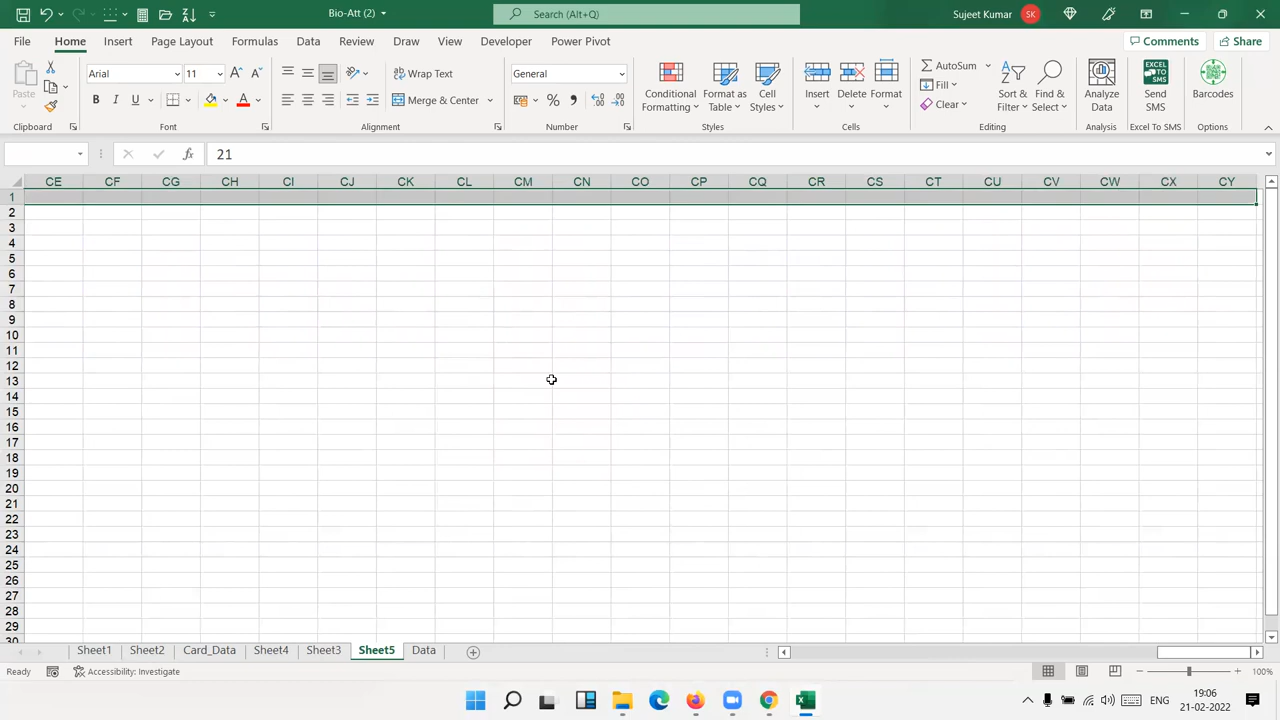 Bio-Att (2)
Search (Alt+Q)
Sujeet Kumar SK
File Home Insert Page Layout Formulas Data Review View Draw Developer Power Pivot Comments Share
Paste
Clipboard
Arial 11
B I U
A A A
Font
Wrap Text
Merge & Center
Alignment
General
%
Number
Conditional Formatting
Format as Table
Cell Styles
Styles
Insert
Delete
Format
Cells
AutoSum
Fill
Clear
Sort & Filter
Find & Select
Editing
Analyze Data
Analysis
Send SMS
Excel To SMS
Barcodes
Options
fx 21
CE CF CG CH CI CJ CK CL CM CN CO CP CQ CR CS CT CU CV CW CX CY
1
2
3
4
5
6
7
8
9
10
11
12
13
14
15
16
17
18
19
20
21
22
23
24
25
26
27
28
29
30
Sheet1 Sheet2 Card_Data Sheet4 Sheet3 Sheet5 Data
Ready Accessibility: Investigate 100%
ENG
19:06
21-02-2022